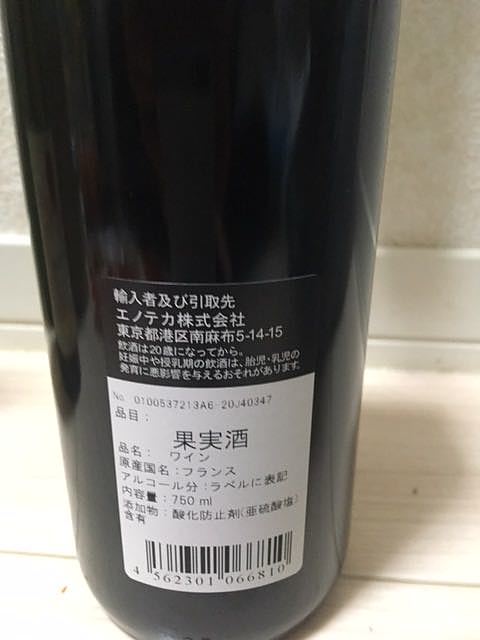 輸入者及び引取先
エノテカ株式会社
東京都港区南麻布5-14-15
飲酒は20歳になってから。
妊娠中や授乳期の飲酒は、胎児・乳児の
発育に悪影響を与えるおそれがあります。
No. 0100537213A6-20J40347
品目：
果実酒
品名： ワイン
原産国名：フランス
アルコール分：ラベルに表記
内容量：750 ml
添加物：酸化防止剤(亜硫酸塩)
含有
4 562301 066810